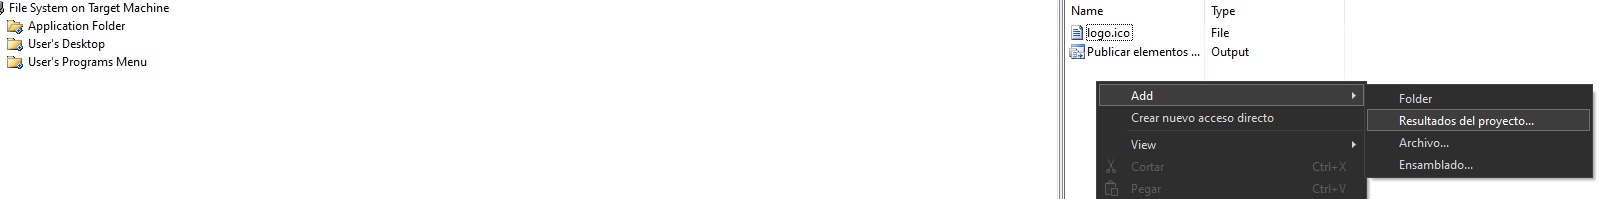 File System on Target Machine
Application Folder
User's Desktop
User's Programs Menu
Name Type
logo.ico File
Publicar elementos ... Output
Add
Crear nuevo acceso directo
View
Cortar Ctrl+X
Pegar Ctrl+V
Folder
Resultados del proyecto...
Archivo...
Ensamblado...